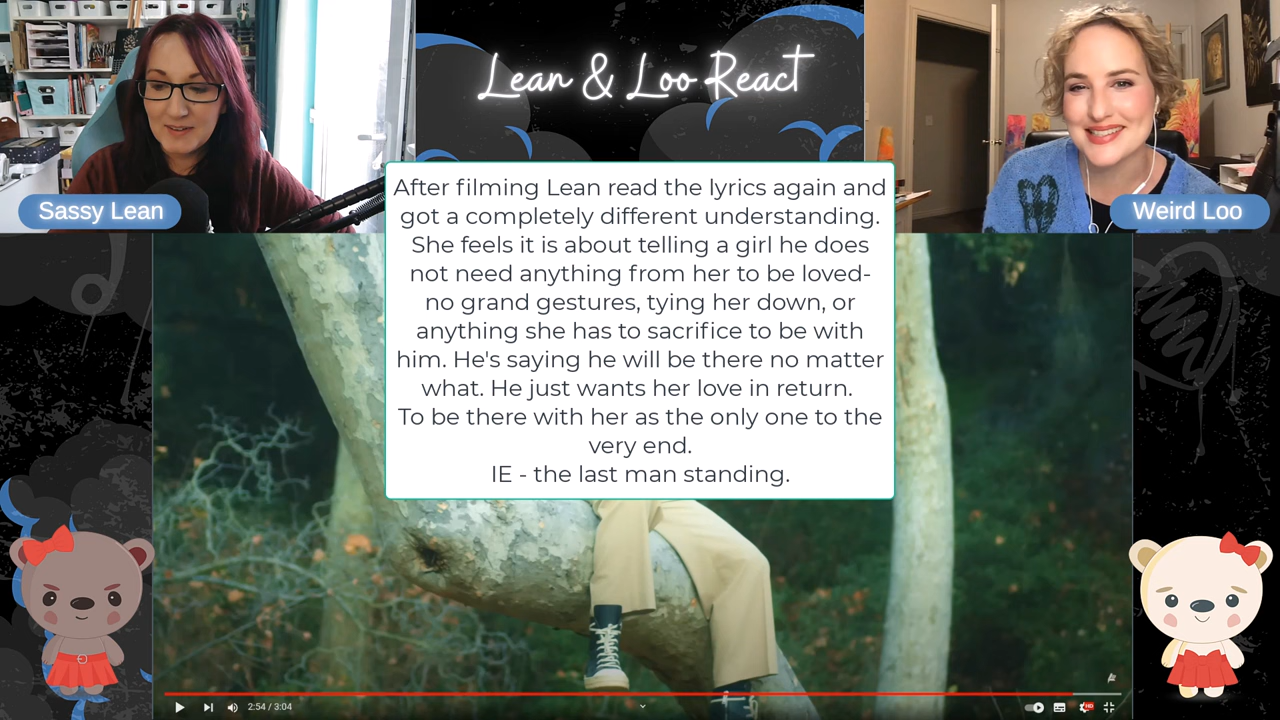 Lean & Loo React
Sassy Lean
Weird Loo
After filming Lean read the lyrics again and
got a completely different understanding.
She feels it is about telling a girl he does
not need anything from her to be loved-
no grand gestures, tying her down, or
anything she has to sacrifice to be with
him. He's saying he will be there no matter
what. He just wants her love in return.
To be there with her as the only one to the
very end.
IE - the last man standing.
2:54 / 3:04
HD